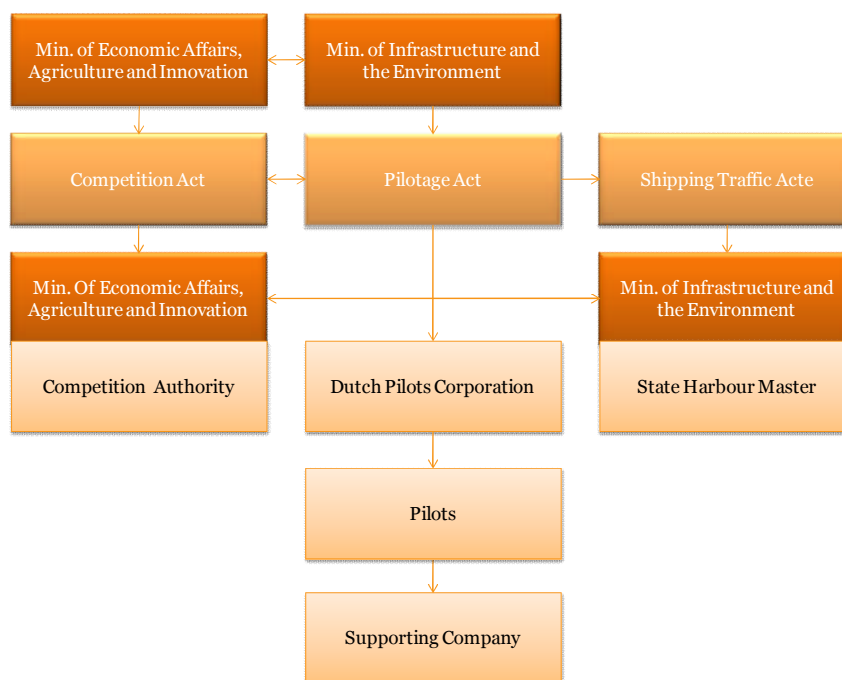 Min. of Economic Affairs,
Agriculture and Innovation
Min. of Infrastructure and
the Environment
Competition Act
Pilotage Act
Shipping Traffic Acte
Min. Of Economic Affairs,
Agriculture and Innovation
Min. of Infrastructure and
the Environment
Competition Authority
Dutch Pilots Corporation
State Harbour Master
Pilots
Supporting Company